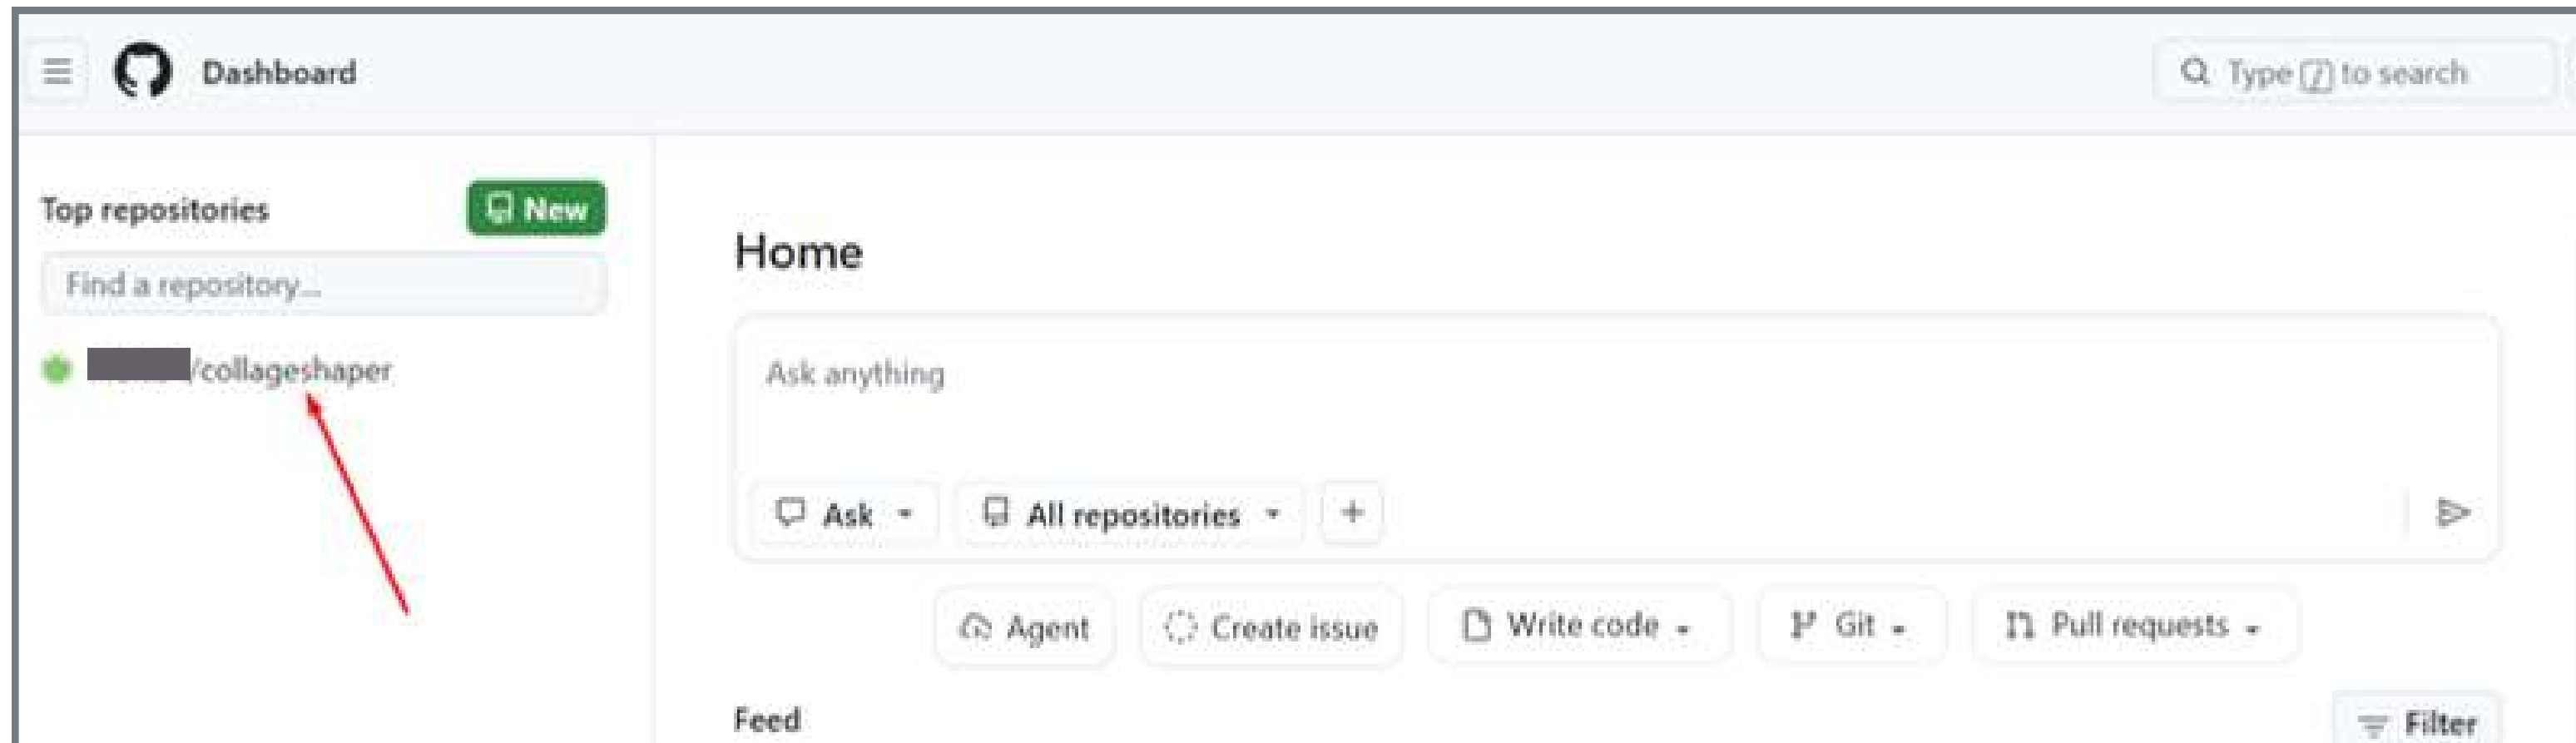 Dashboard
Type / to search
Top repositories
New
Find a repository...
/collageshaper
Home
Ask anything
Ask
All repositories
Agent
Create issue
Write code
Git
Pull requests
Feed
Filter